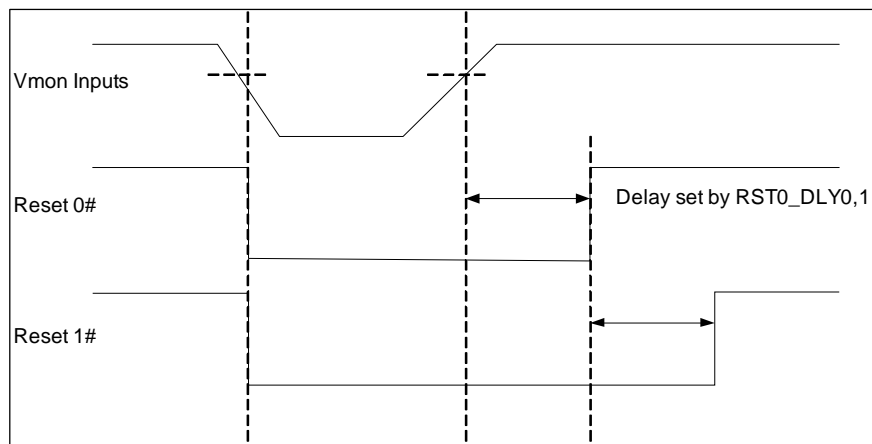 Vmon Inputs
Reset 0#
Delay set by RST0_DLY0,1
Reset 1#